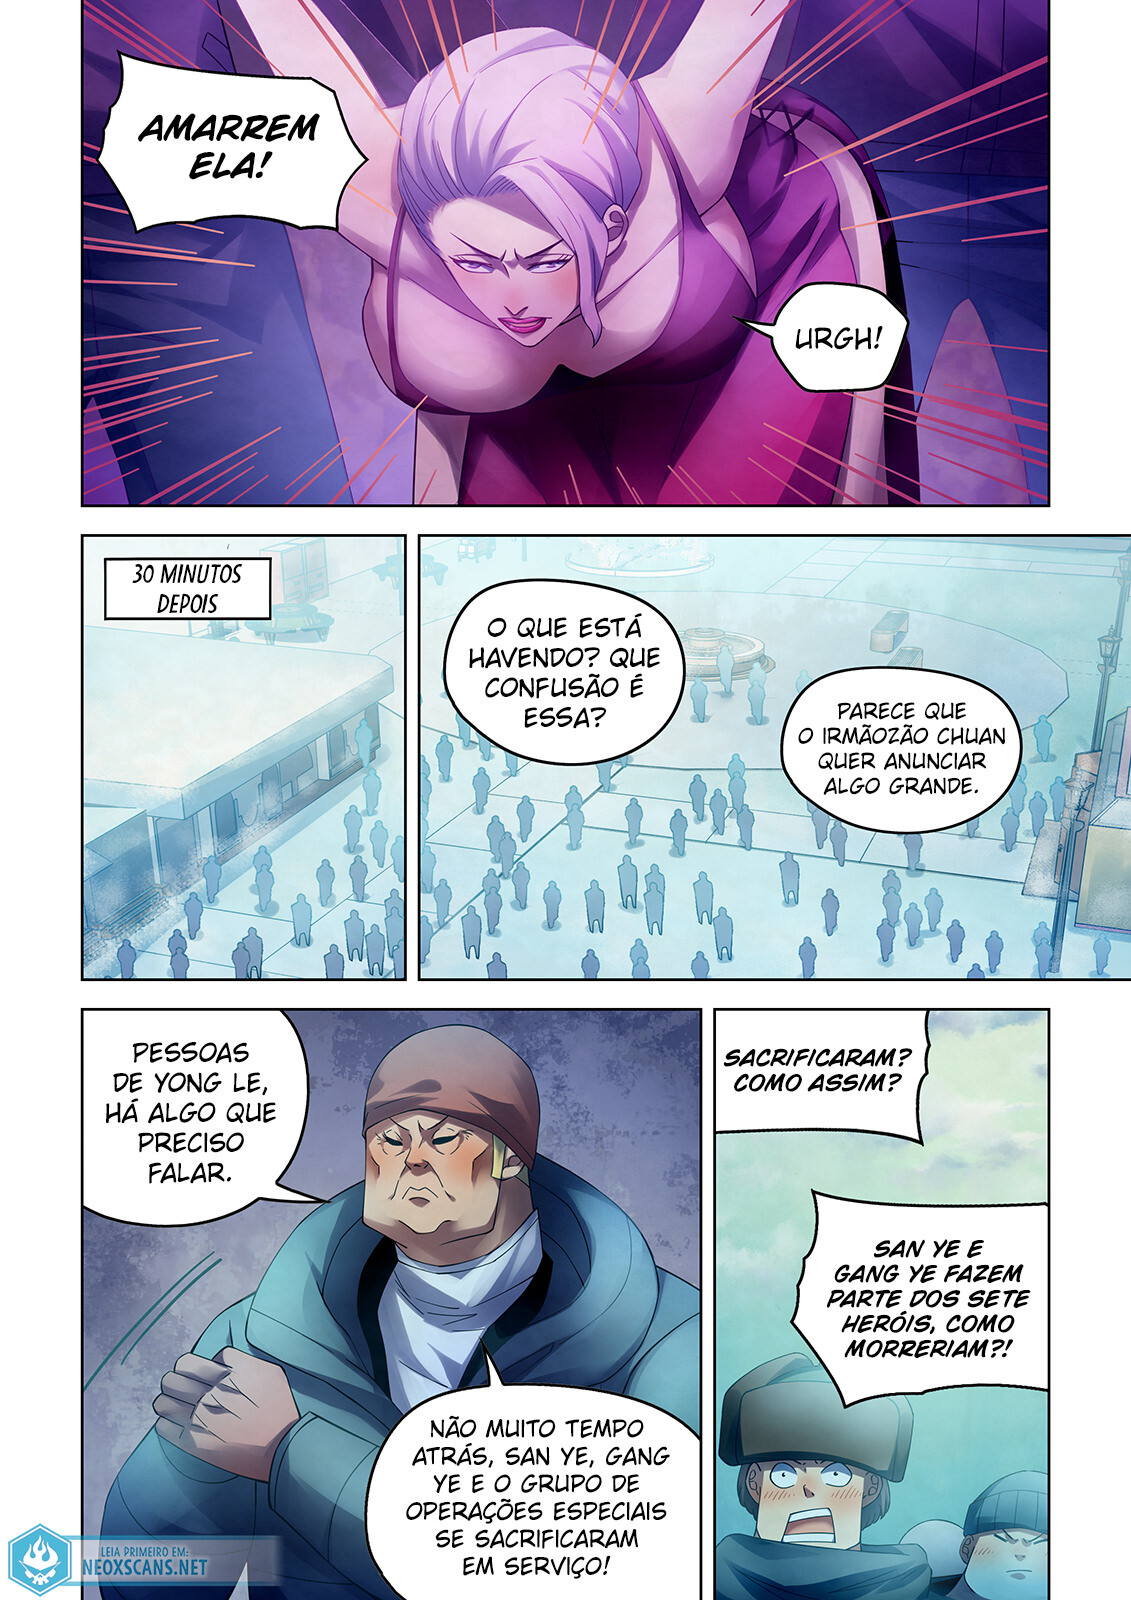 AMARREM
ELA!
URGH!
30 MINUTOS
DEPOIS
O QUE ESTÁ
HAVENDO? QUE
CONFUSÃO É
ESSA?
PARECE QUE
O IRMÃOZÃO CHUAN
QUER ANUNCIAR
ALGO GRANDE.
PESSOAS
DE YONG LE,
HÁ ALGO QUE
PRECISO
FALAR.
NÃO MUITO TEMPO
ATRÁS, SAN YE, GANG
YE E O GRUPO DE
OPERAÇÕES ESPECIAIS
SE SACRIFICARAM
EM SERVIÇO!
SACRIFICARAM?
COMO ASSIM?
SAN YE E
GANG YE FAZEM
PARTE DOS SETE
HERÓIS, COMO
MORRERIAM?!
LEIA PRIMEIRO EM:
NEOXSCANS.NET